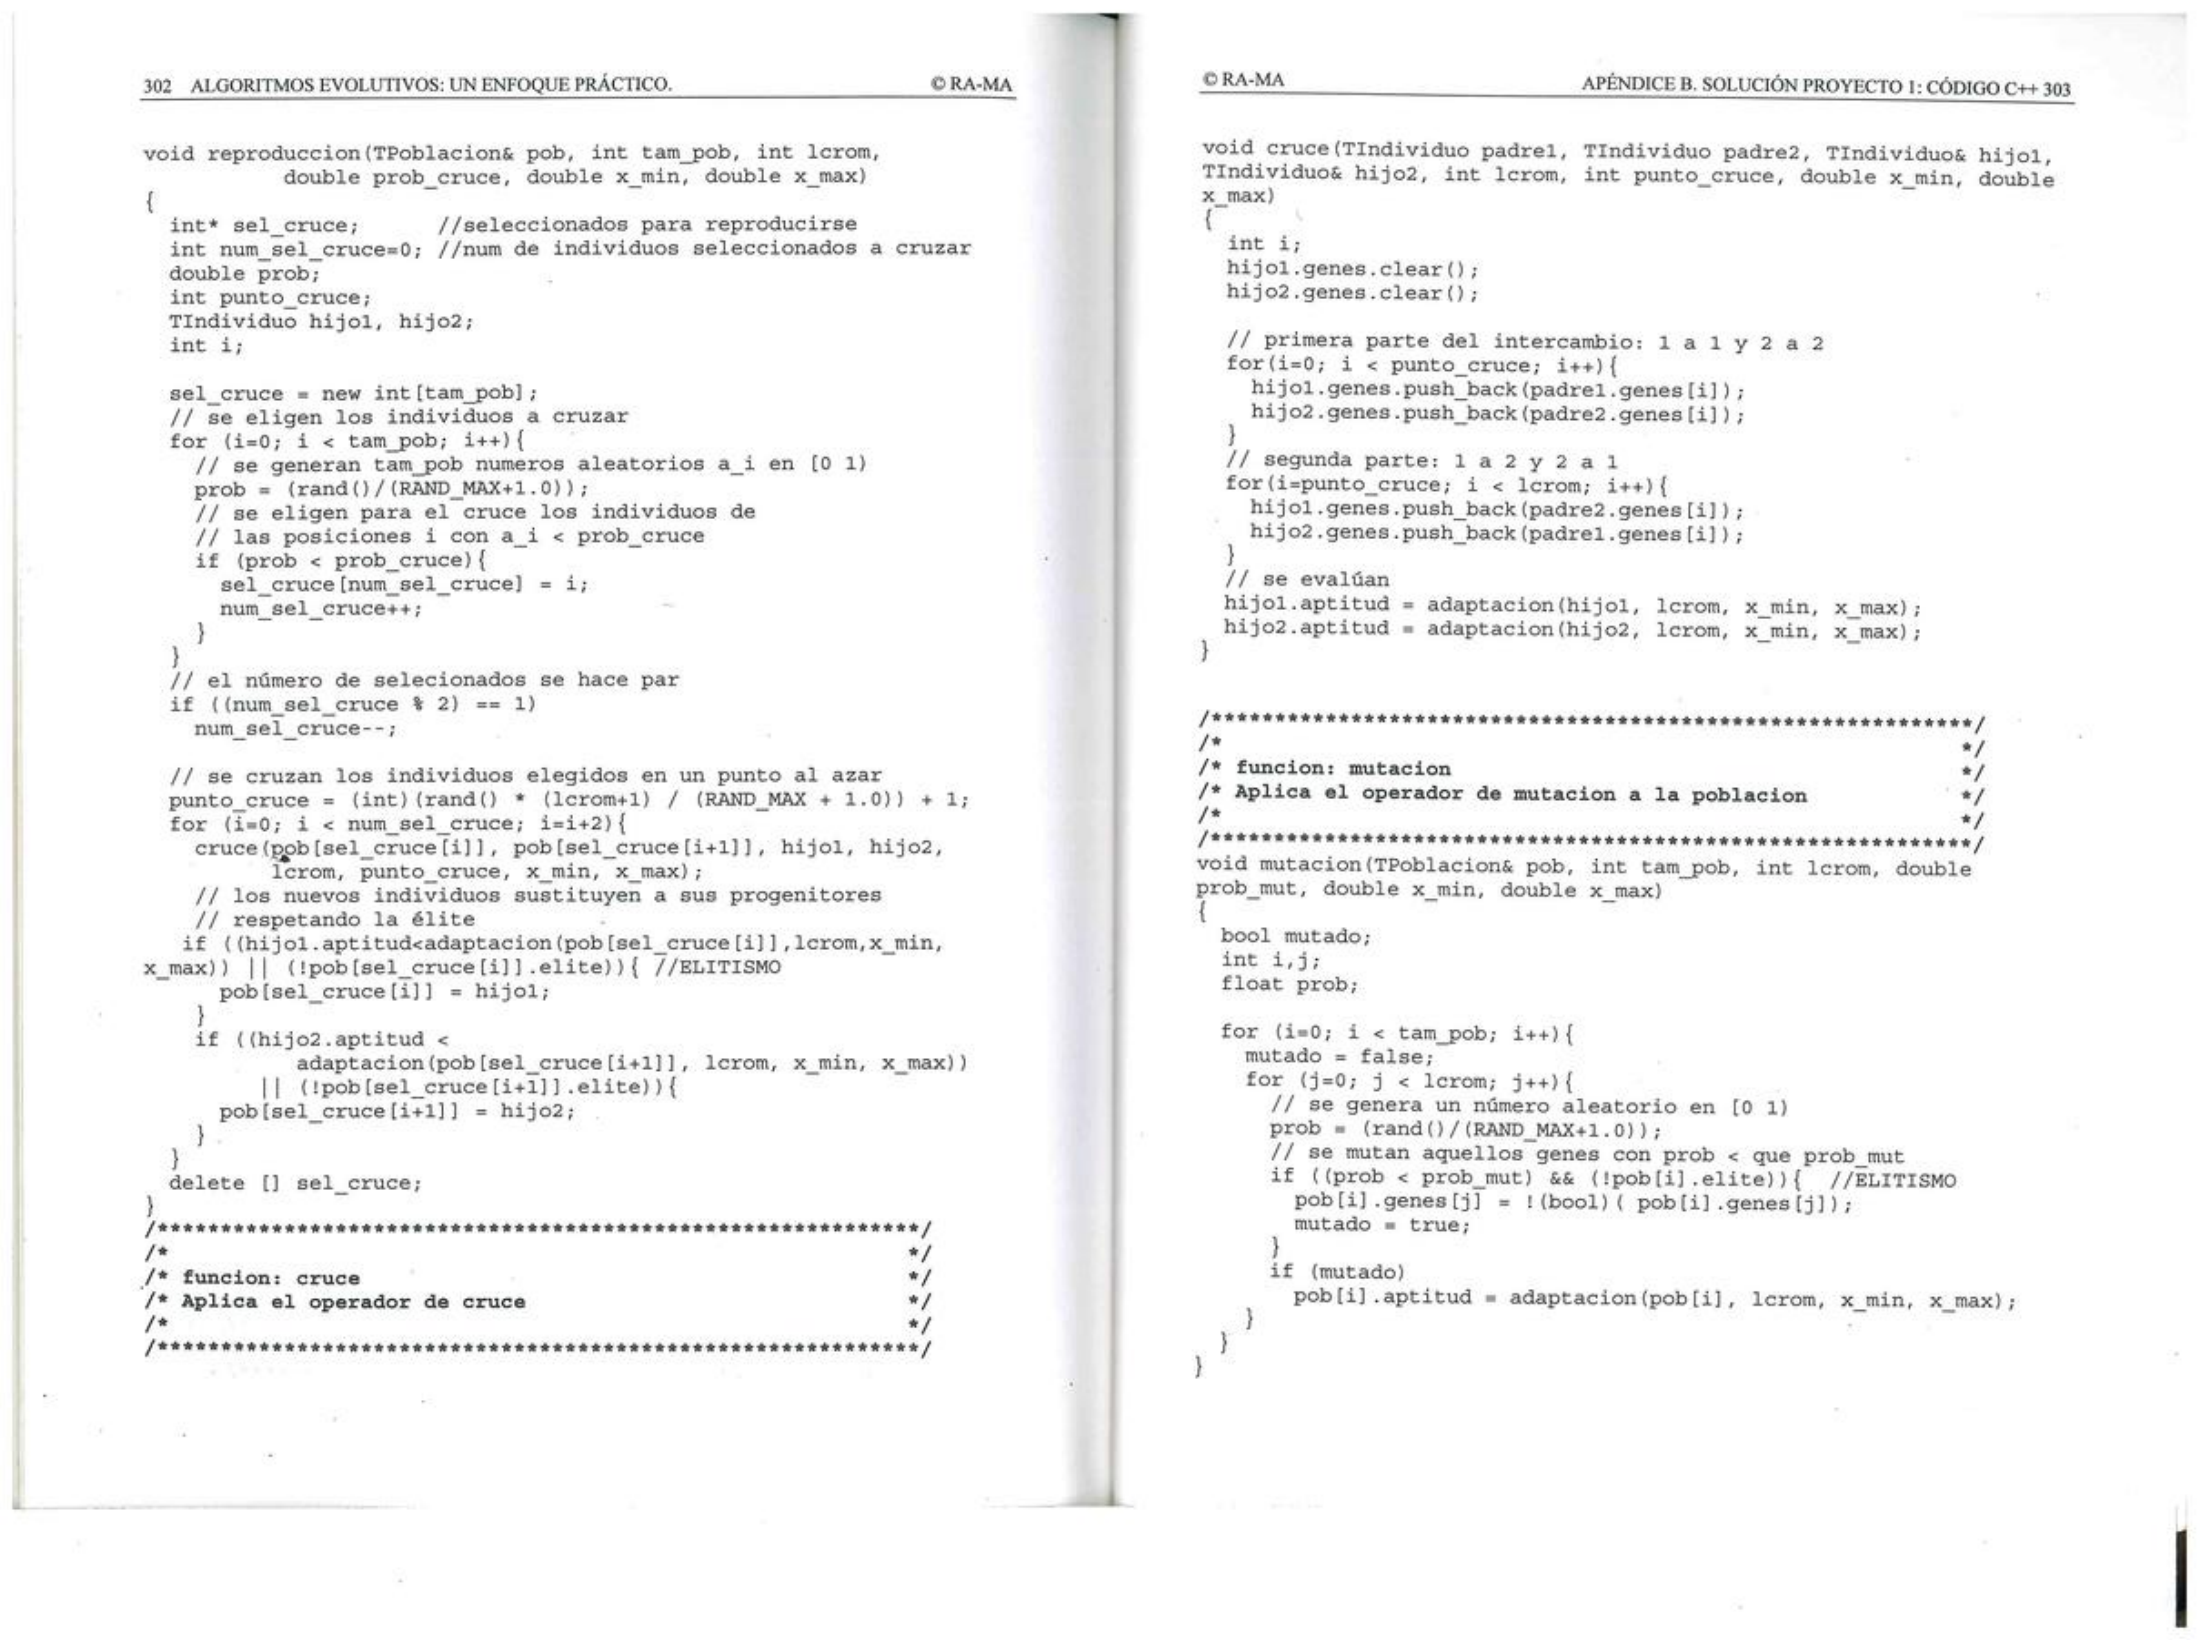 302 ALGORITMOS EVOLUTIVOS: UN ENFOQUE PRÁCTICO. © RA-MA
void reproduccion(TPoblacion& pob, int tam_pob, int lcrom,
double prob_cruce, double x_min, double x_max)
{
int* sel_cruce; //seleccionados para reproducirse
int num_sel_cruce=0; //num de individuos seleccionados a cruzar
double prob;
int punto_cruce;
TIndividuo hijo1, hijo2;
int i;
sel_cruce = new int[tam_pob];
// se eligen los individuos a cruzar
for (i=0; i < tam_pob; i++){
// se generan tam_pob numeros aleatorios a_i en [0 1)
prob = (rand()/(RAND_MAX+1.0));
// se eligen para el cruce los individuos de
// las posiciones i con a_i < prob_cruce
if (prob < prob_cruce){
sel_cruce[num_sel_cruce] = i;
num_sel_cruce++;
}
}
// el número de selecionados se hace par
if ((num_sel_cruce % 2) == 1)
num_sel_cruce--;
// se cruzan los individuos elegidos en un punto al azar
punto_cruce = (int)(rand() * (lcrom+1) / (RAND_MAX + 1.0)) + 1;
for (i=0; i < num_sel_cruce; i=i+2){
cruce(pob[sel_cruce[i]], pob[sel_cruce[i+1]], hijo1, hijo2,
lcrom, punto_cruce, x_min, x_max);
// los nuevos individuos sustituyen a sus progenitores
// respetando la élite
if ((hijo1.aptitud<adaptacion(pob[sel_cruce[i]],lcrom,x_min,
x_max)) || (!pob[sel_cruce[i]].elite)){ //ELITISMO
pob[sel_cruce[i]] = hijo1;
}
if ((hijo2.aptitud <
adaptacion(pob[sel_cruce[i+1]], lcrom, x_min, x_max))
|| (!pob[sel_cruce[i+1]].elite)){
pob[sel_cruce[i+1]] = hijo2;
}
}
delete [] sel_cruce;
}
/************************************************************/
/* */
/* funcion: cruce */
/* Aplica el operador de cruce */
/* */
/************************************************************/
© RA-MA APÉNDICE B. SOLUCIÓN PROYECTO 1: CÓDIGO C++ 303
void cruce(TIndividuo padre1, TIndividuo padre2, TIndividuo& hijo1,
TIndividuo& hijo2, int lcrom, int punto_cruce, double x_min, double
x_max)
{
int i;
hijo1.genes.clear();
hijo2.genes.clear();
// primera parte del intercambio: 1 a 1 y 2 a 2
for(i=0; i < punto_cruce; i++){
hijo1.genes.push_back(padre1.genes[i]);
hijo2.genes.push_back(padre2.genes[i]);
}
// segunda parte: 1 a 2 y 2 a 1
for(i=punto_cruce; i < lcrom; i++){
hijo1.genes.push_back(padre2.genes[i]);
hijo2.genes.push_back(padre1.genes[i]);
}
// se evalúan
hijo1.aptitud = adaptacion(hijo1, lcrom, x_min, x_max);
hijo2.aptitud = adaptacion(hijo2, lcrom, x_min, x_max);
}
/************************************************************/
/* */
/* funcion: mutacion */
/* Aplica el operador de mutacion a la poblacion */
/* */
/************************************************************/
void mutacion(TPoblacion& pob, int tam_pob, int lcrom, double
prob_mut, double x_min, double x_max)
{
bool mutado;
int i,j;
float prob;
for (i=0; i < tam_pob; i++){
mutado = false;
for (j=0; j < lcrom; j++){
// se genera un número aleatorio en [0 1)
prob = (rand()/(RAND_MAX+1.0));
// se mutan aquellos genes con prob < que prob_mut
if ((prob < prob_mut) && (!pob[i].elite)){ //ELITISMO
pob[i].genes[j] = !(bool)( pob[i].genes[j]);
mutado = true;
}
if (mutado)
pob[i].aptitud = adaptacion(pob[i], lcrom, x_min, x_max);
}
}
}